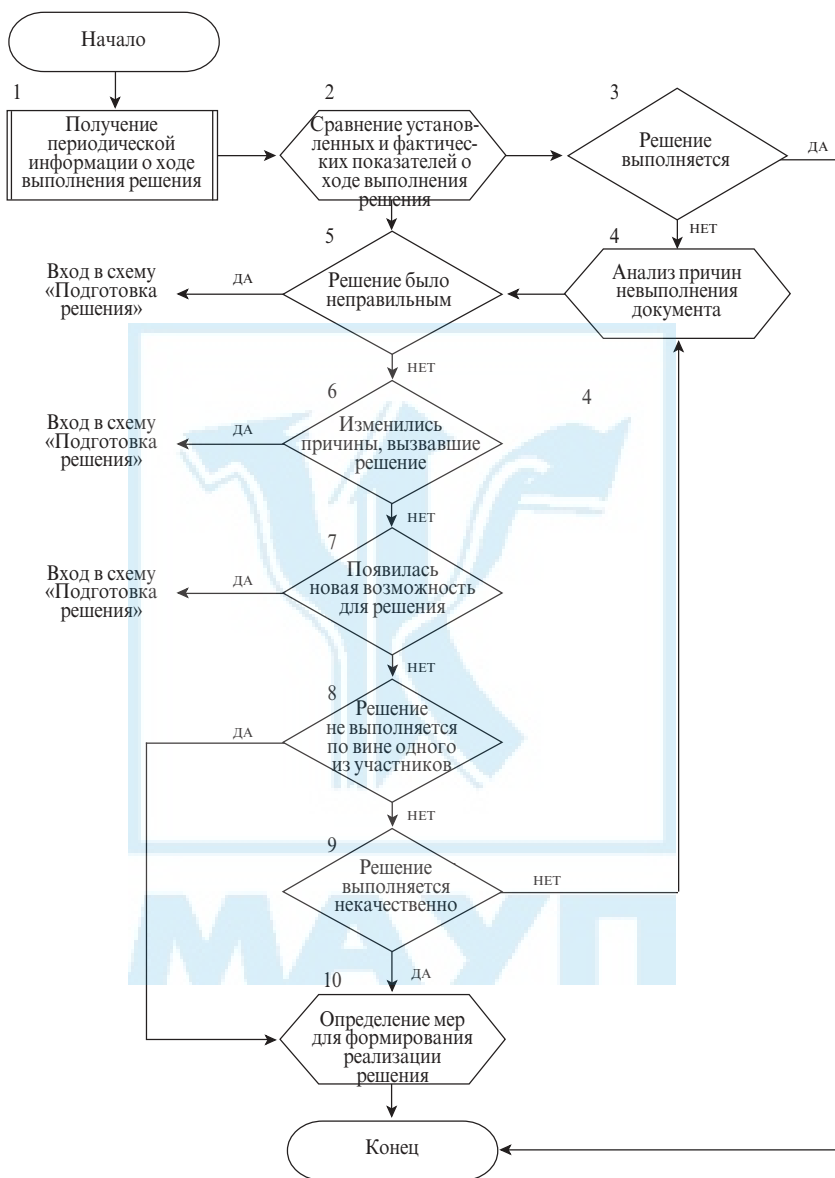 Начало
1
Получение
периодической
информации о ходе
выполнения решения
2
Сравнение установ-
ленных и фактичес-
ких показателей о
ходе выполнения
решения
3
Решение
выполняется
ДА
НЕТ
4
Анализ причин
невыполнения
документа
5
Решение было
неправильным
ДА
Вход в схему
«Подготовка
решения»
НЕТ
6
Изменились
причины, вызвавшие
решение
4
ДА
Вход в схему
«Подготовка
решения»
НЕТ
7
Появилась
новая возможность
для решения
ДА
Вход в схему
«Подготовка
решения»
НЕТ
8
Решение
не выполняется
по вине одного
из участников
ДА
НЕТ
9
Решение
выполняется
некачественно
НЕТ
МАУП
ДА
10
Определение мер
для формирования
реализации
решения
Конец